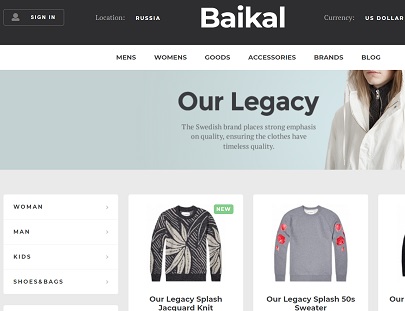 SIGN IN
Location: RUSSIA
Baikal
Currency: US DOLLAR
MENS WOMENS GOODS ACCESSORIES BRANDS BLOG
Our Legacy
The Swedish brand places strong emphasis
on quality, ensuring the clothes have
timeless quality.
WOMAN
MAN
KIDS
SHOES&BAGS
NEW
Our Legacy Splash
Jacquard Knit
Our Legacy Splash 50s
Sweater
Ou